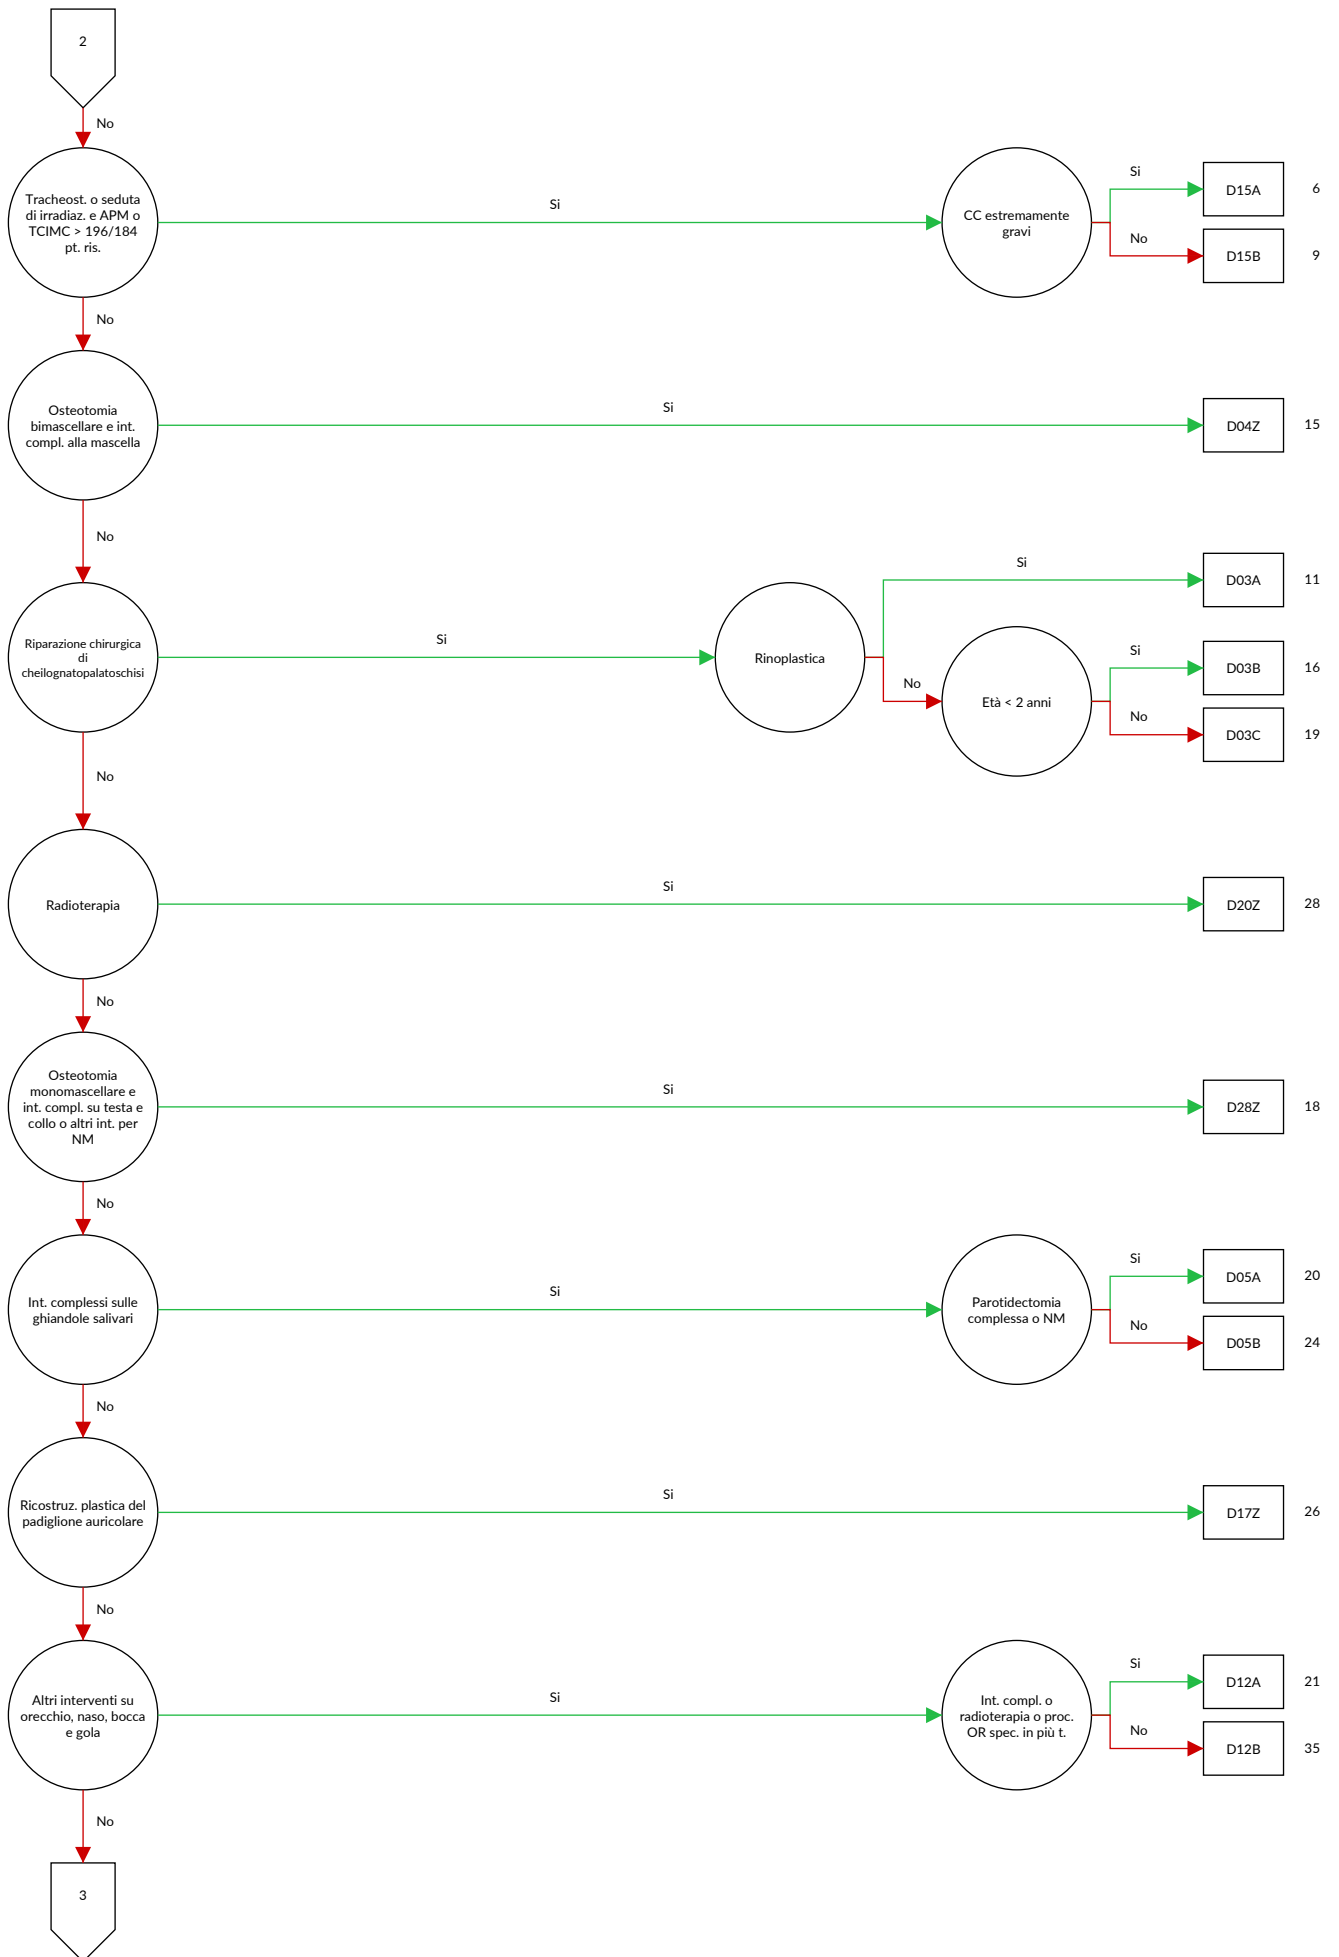 2
No
Tracheost. o seduta
di irradiaz. e APM o
TCIMC > 196/184
pt. ris.
Si
CC estremamente
gravi
Si
D15A
6
No
D15B
9
No
Osteotomia
bimascellare e int.
compl. alla mascella
Si
D04Z
15
No
Riparazione chirurgica
di
cheilognatopalatoschisi
Si
Rinoplastica
Si
D03A
11
No
Età < 2 anni
Si
D03B
16
No
D03C
19
No
Radioterapia
Si
D20Z
28
No
Osteotomia
monomascellare e
int. compl. su testa e
collo o altri int. per
NM
Si
D28Z
18
No
Int. complessi sulle
ghiandole salivari
Si
Parotidectomia
complessa o NM
Si
D05A
20
No
D05B
24
No
Ricostruz. plastica del
padiglione auricolare
Si
D17Z
26
No
Altri interventi su
orecchio, naso, bocca
e gola
Si
Int. compl. o
radioterapia o proc.
OR spec. in più t.
Si
D12A
21
No
D12B
35
No
3